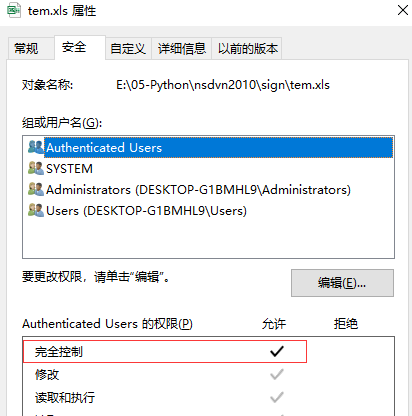 tem.xls 属性
常规 安全 自定义 详细信息 以前的版本
对象名称: E:\05-Python\nsdvn2010\sign\tem.xls
组或用户名(G):
Authenticated Users
SYSTEM
Administrators (DESKTOP-G1BMHL9\Administrators)
Users (DESKTOP-G1BMHL9\Users)
要更改权限，请单击“编辑”。
编辑(E)...
Authenticated Users 的权限(P) 允许 拒绝
完全控制
修改
读取和执行